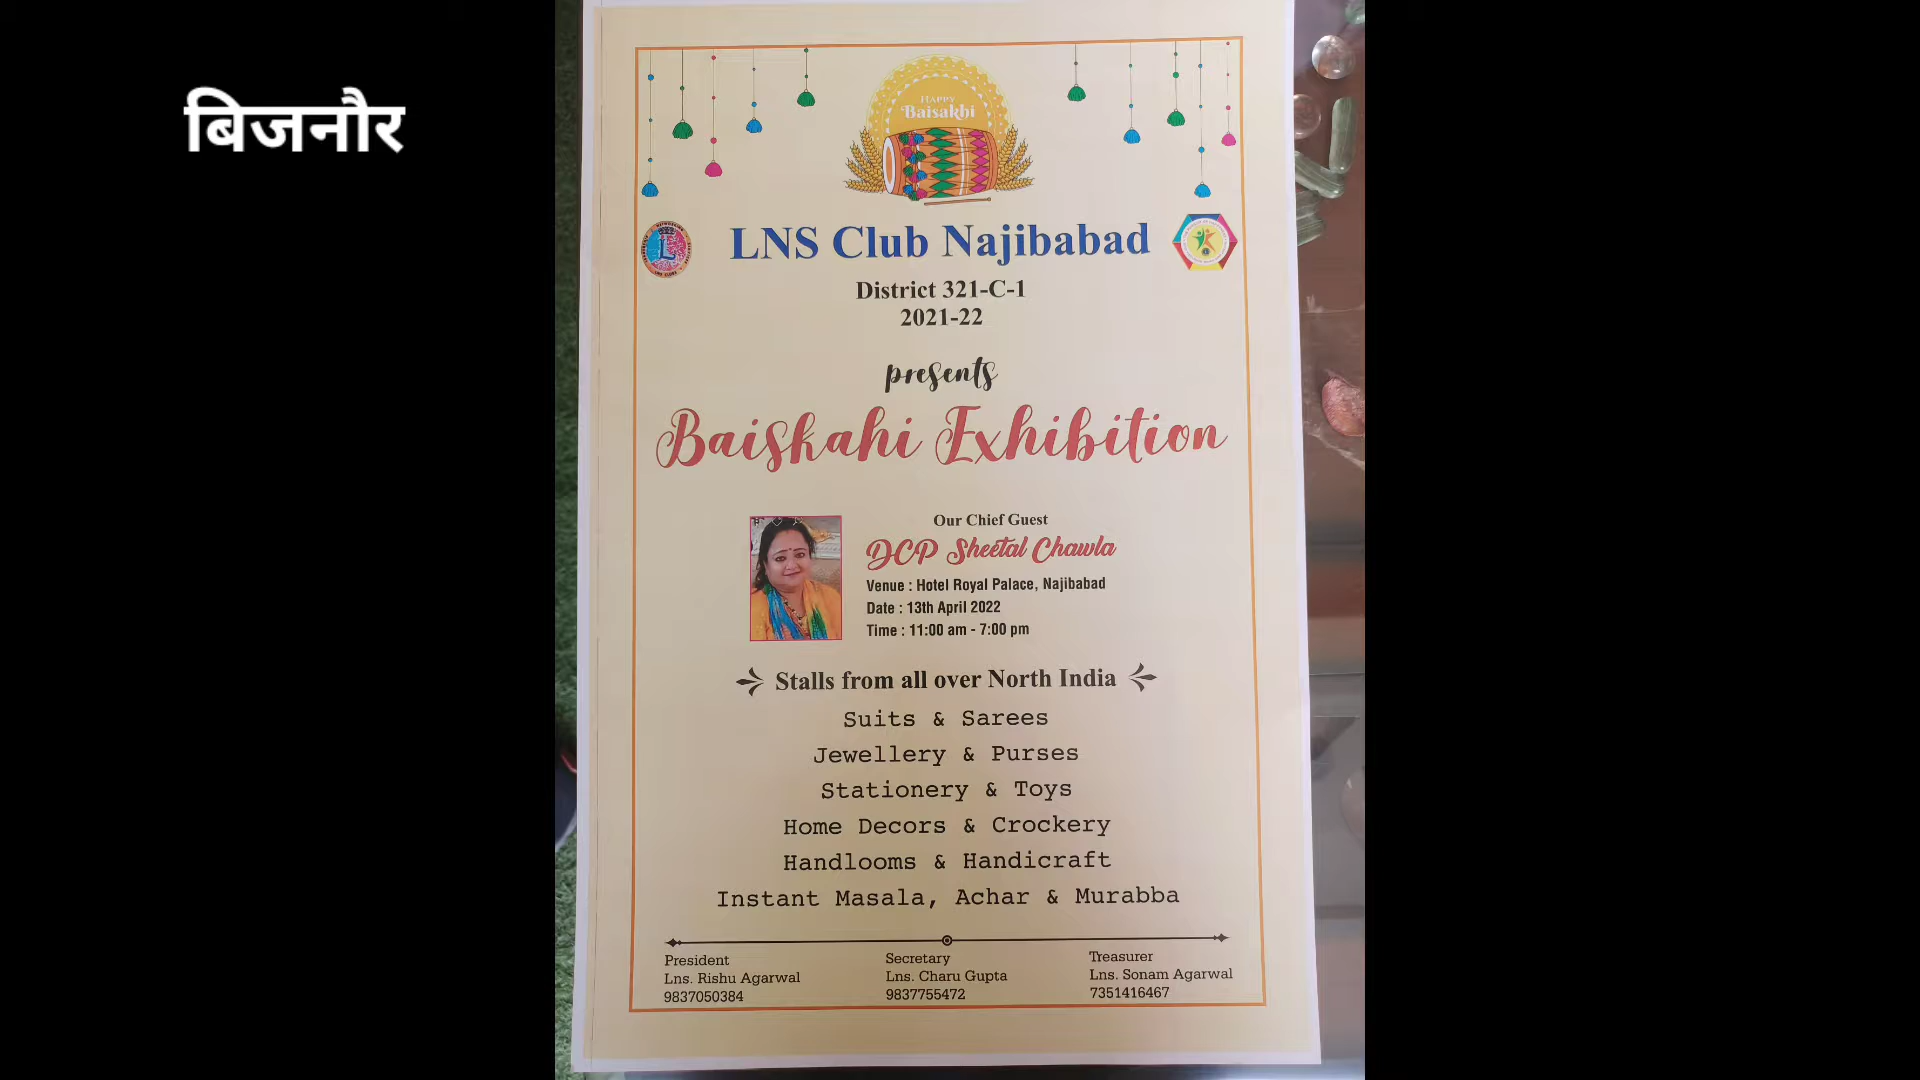 बिजनौर
HAPPY
Baisakhi
LNS Club Najibabad
District 321-C-1
2021-22
presents
Baiskahi Exhibition
Our Chief Guest
DCP Sheetal Chawla
Venue : Hotel Royal Palace, Najibabad
Date : 13th April 2022
Time : 11:00 am - 7:00 pm
Stalls from all over North India
Suits & Sarees
Jewellery & Purses
Stationery & Toys
Home Decors & Crockery
Handlooms & Handicraft
Instant Masala, Achar & Murabba
President
Lns. Rishu Agarwal
9837050384
Secretary
Lns. Charu Gupta
9837755472
Treasurer
Lns. Sonam Agarwal
7351416467